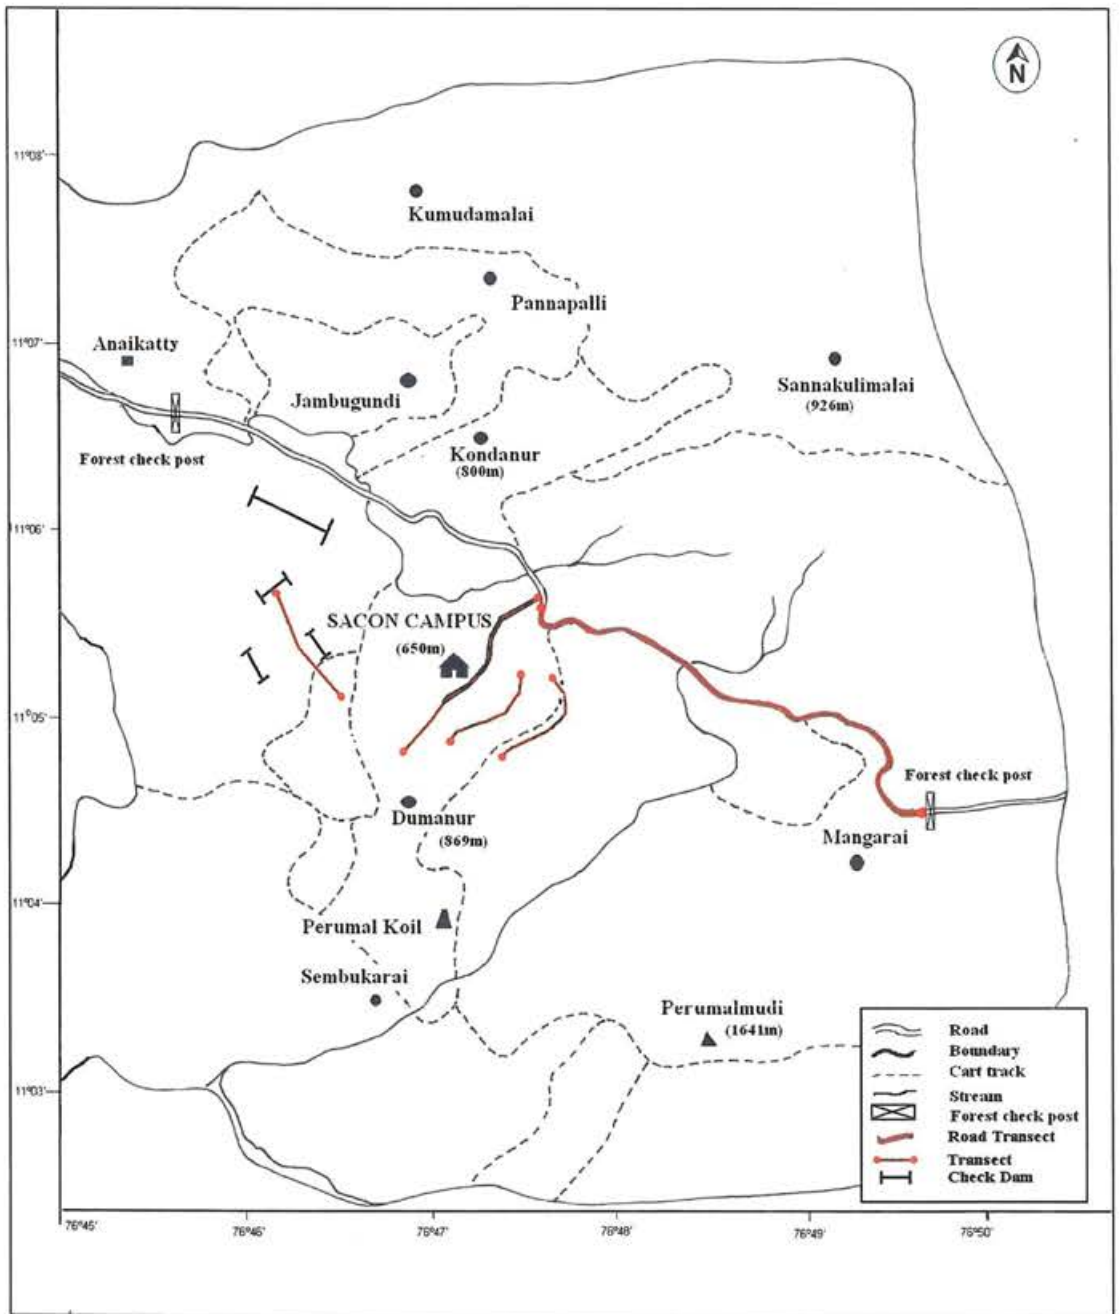 N
11°08'
Kumudamalai
Pannapalli
11°07'
Anaikatty
Sannakulimalai
(926m)
Jambugundi
Kondanur
(800m)
Forest check post
11°06'
SACON CAMPUS
(650m)
11°05'
Forest check post
Dumanur
(869m)
Mangarai
11°04'
Perumal Koil
Sembukarai
Perumalmudi
(1641m)
11°03'
Road
Boundary
Cart track
Stream
Forest check post
Road Transect
Transect
Check Dam
76°45'
76°46'
76°47'
76°48'
76°49'
76°50'